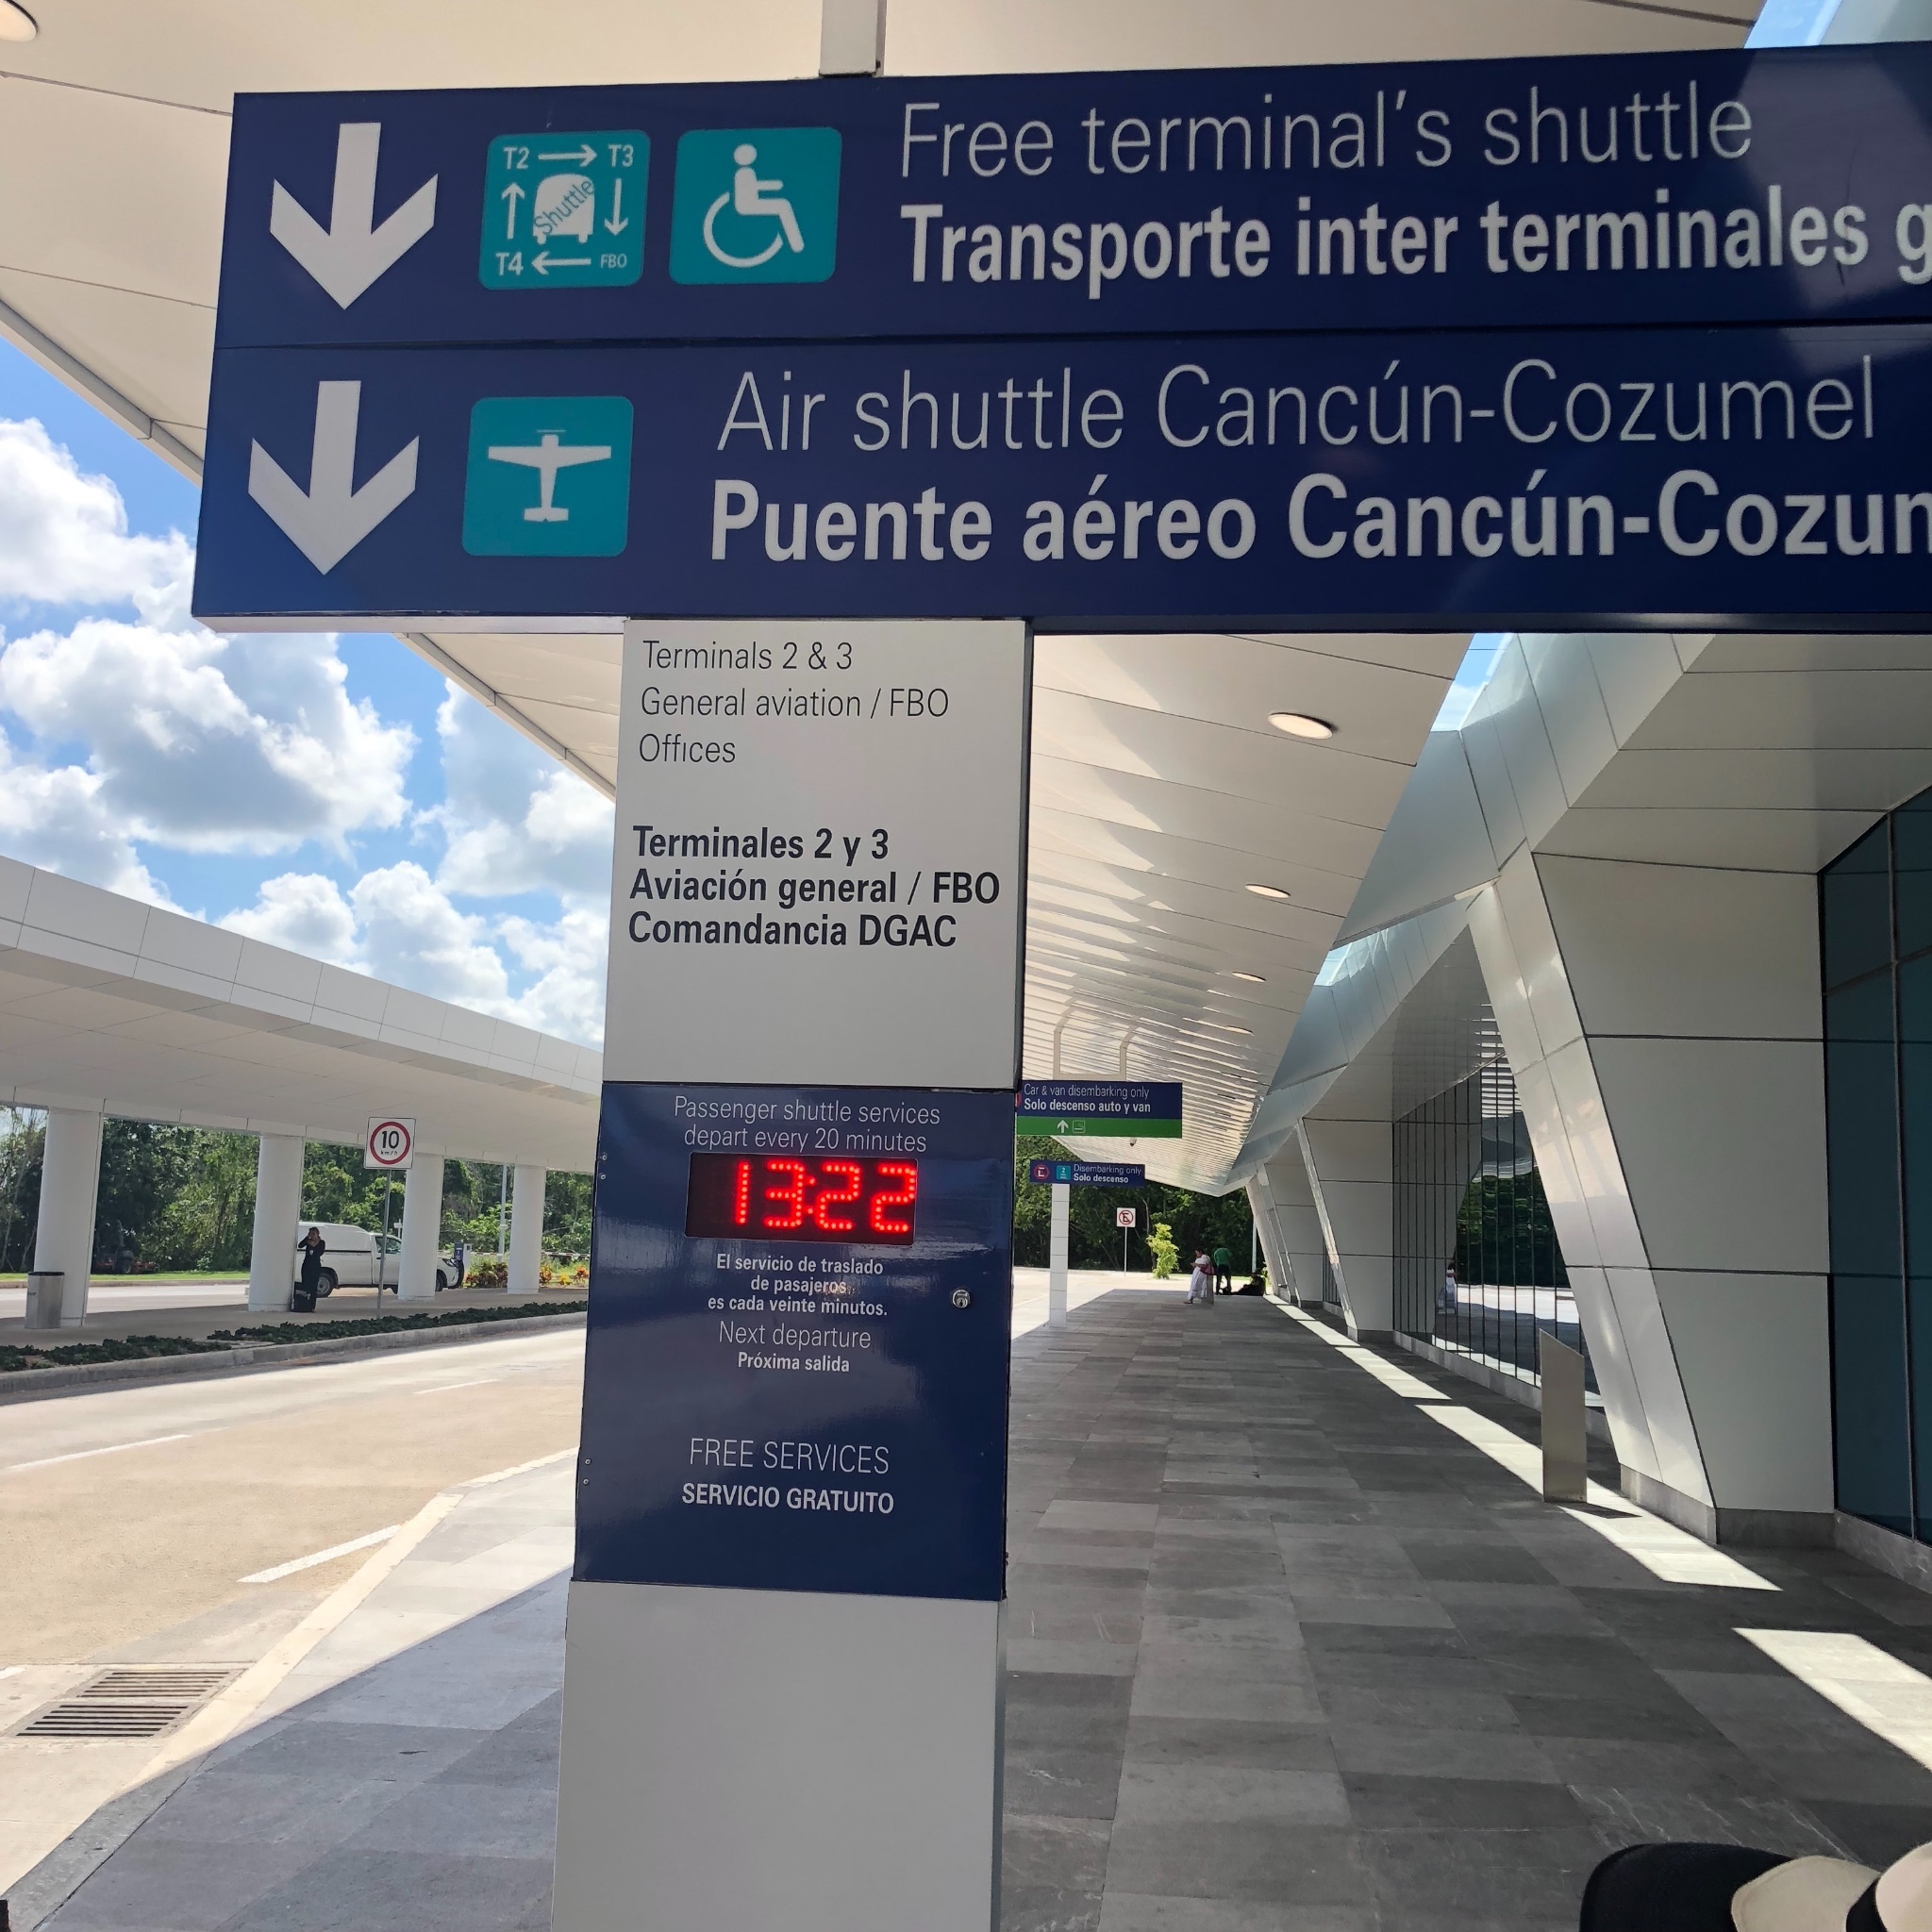 T2 T3
Shuttle
T4 FBO
Free terminal's shuttle
Transporte inter terminales g
Air shuttle Cancún-Cozumel
Puente aéreo Cancún-Cozum
Terminals 2 & 3
General aviation / FBO
Offices
Terminales 2 y 3
Aviación general / FBO
Comandancia DGAC
Passenger shuttle services
depart every 20 minutes
13:22
El servicio de traslado
de pasajeros
es cada veinte minutos.
Next departure
Próxima salida
FREE SERVICES
SERVICIO GRATUITO
Car & van disembarking only
Solo descenso auto y van
Disembarking only
Solo descenso
10
km/h